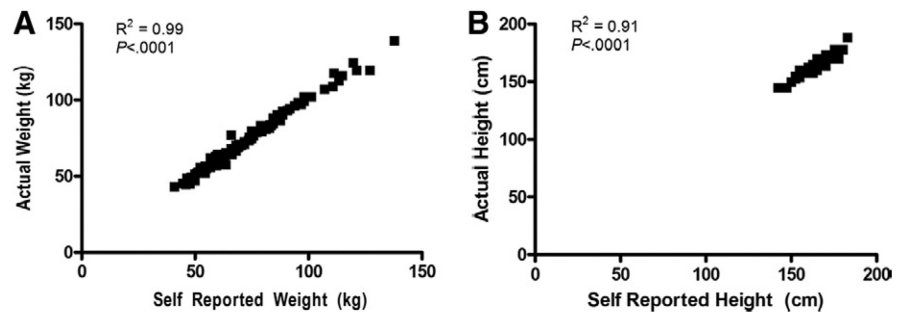 A
R² = 0.99
P<.0001
Actual Weight (kg)
150
100
50
0
0 50 100 150
Self Reported Weight (kg)
B
R² = 0.91
P<.0001
Actual Height (cm)
200
150
100
50
0
0 50 100 150 200
Self Reported Height (cm)